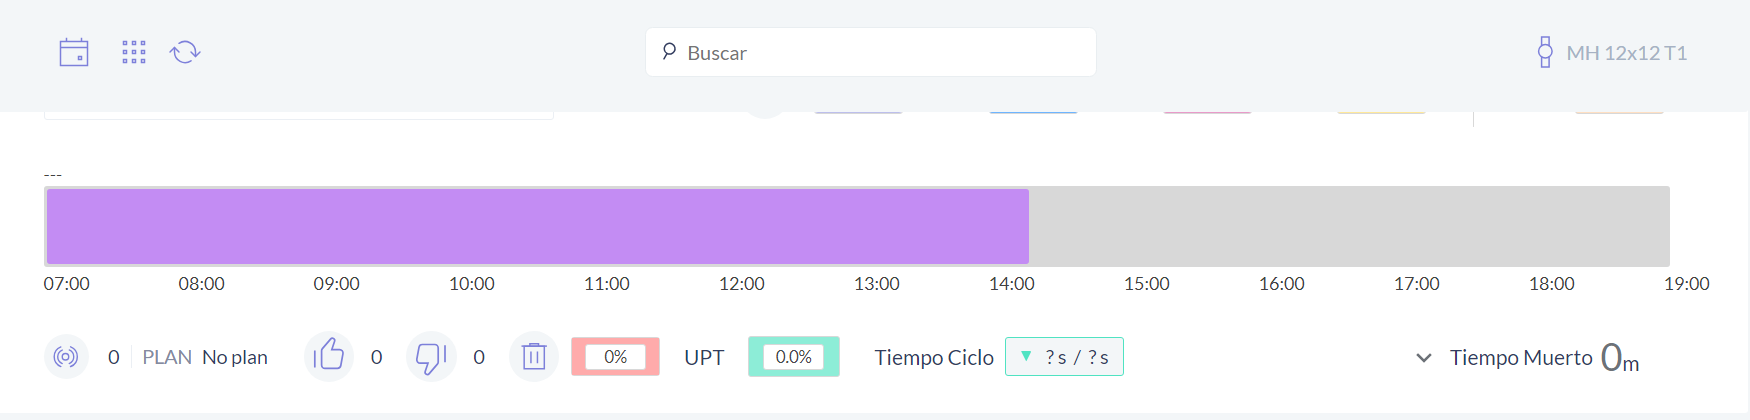 Buscar
MH 12x12 T1
---
07:00 08:00 09:00 10:00 11:00 12:00 13:00 14:00 15:00 16:00 17:00 18:00 19:00
0 PLAN No plan 0 0 0% UPT 0.0% Tiempo Ciclo ?s / ?s Tiempo Muerto 0m